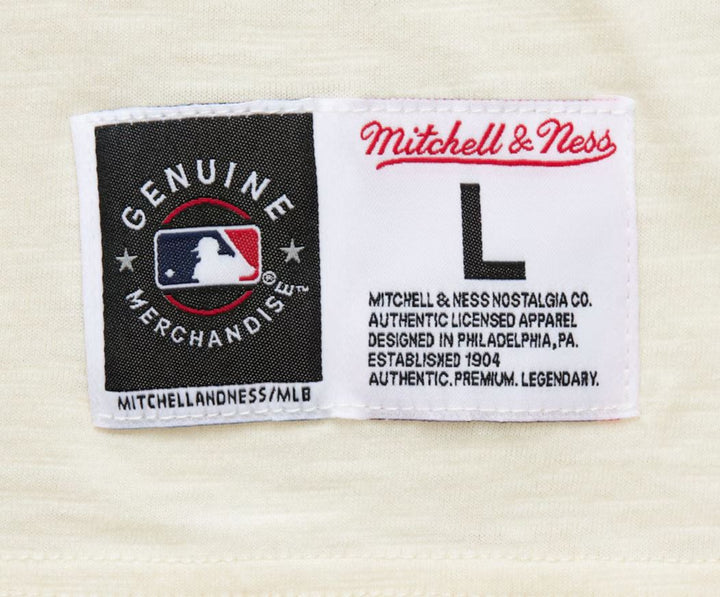 GENUINE
MERCHANDISE™
®
MITCHELLANDNESS/MLB
Mitchell & Ness
L
MITCHELL & NESS NOSTALGIA CO.
AUTHENTIC LICENSED APPAREL
DESIGNED IN PHILADELPHIA, PA.
ESTABLISHED 1904
AUTHENTIC. PREMIUM. LEGENDARY.